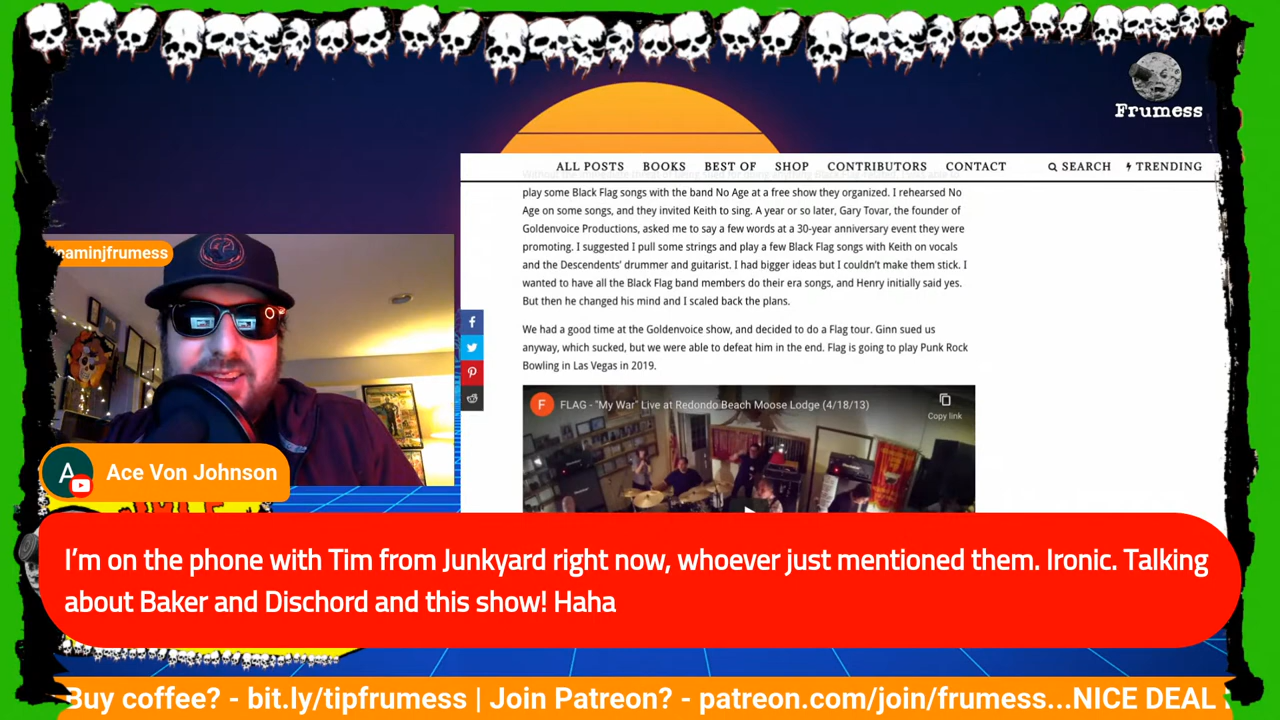 Frumess
ALL POSTS BOOKS BEST OF SHOP CONTRIBUTORS CONTACT SEARCH TRENDING
play some Black Flag songs with the band No Age at a free show they organized. I rehearsed No
Age on some songs, and they invited Keith to sing. A year or so later, Gary Tovar, the founder of
Goldenvoice Productions, asked me to say a few words at a 30-year anniversary event they were
promoting. I suggested I pull some strings and play a few Black Flag songs with Keith on vocals
and the Descendents’ drummer and guitarist. I had bigger ideas but I couldn’t make them stick. I
wanted to have all the Black Flag band members do their era songs, and Henry initially said yes.
But then he changed his mind and I scaled back the plans.
We had a good time at the Goldenvoice show, and decided to do a Flag tour. Ginn sued us
anyway, which sucked, but we were able to defeat him in the end. Flag is going to play Punk Rock
Bowling in Las Vegas in 2019.
F FLAG - "My War" Live at Redondo Beach Moose Lodge (4/18/13)
Copy link
eaminjfrumess
A Ace Von Johnson
I’m on the phone with Tim from Junkyard right now, whoever just mentioned them. Ironic. Talking
about Baker and Dischord and this show! Haha
Buy coffee? - bit.ly/tipfrumess | Join Patreon? - patreon.com/join/frumess...NICE DEAL